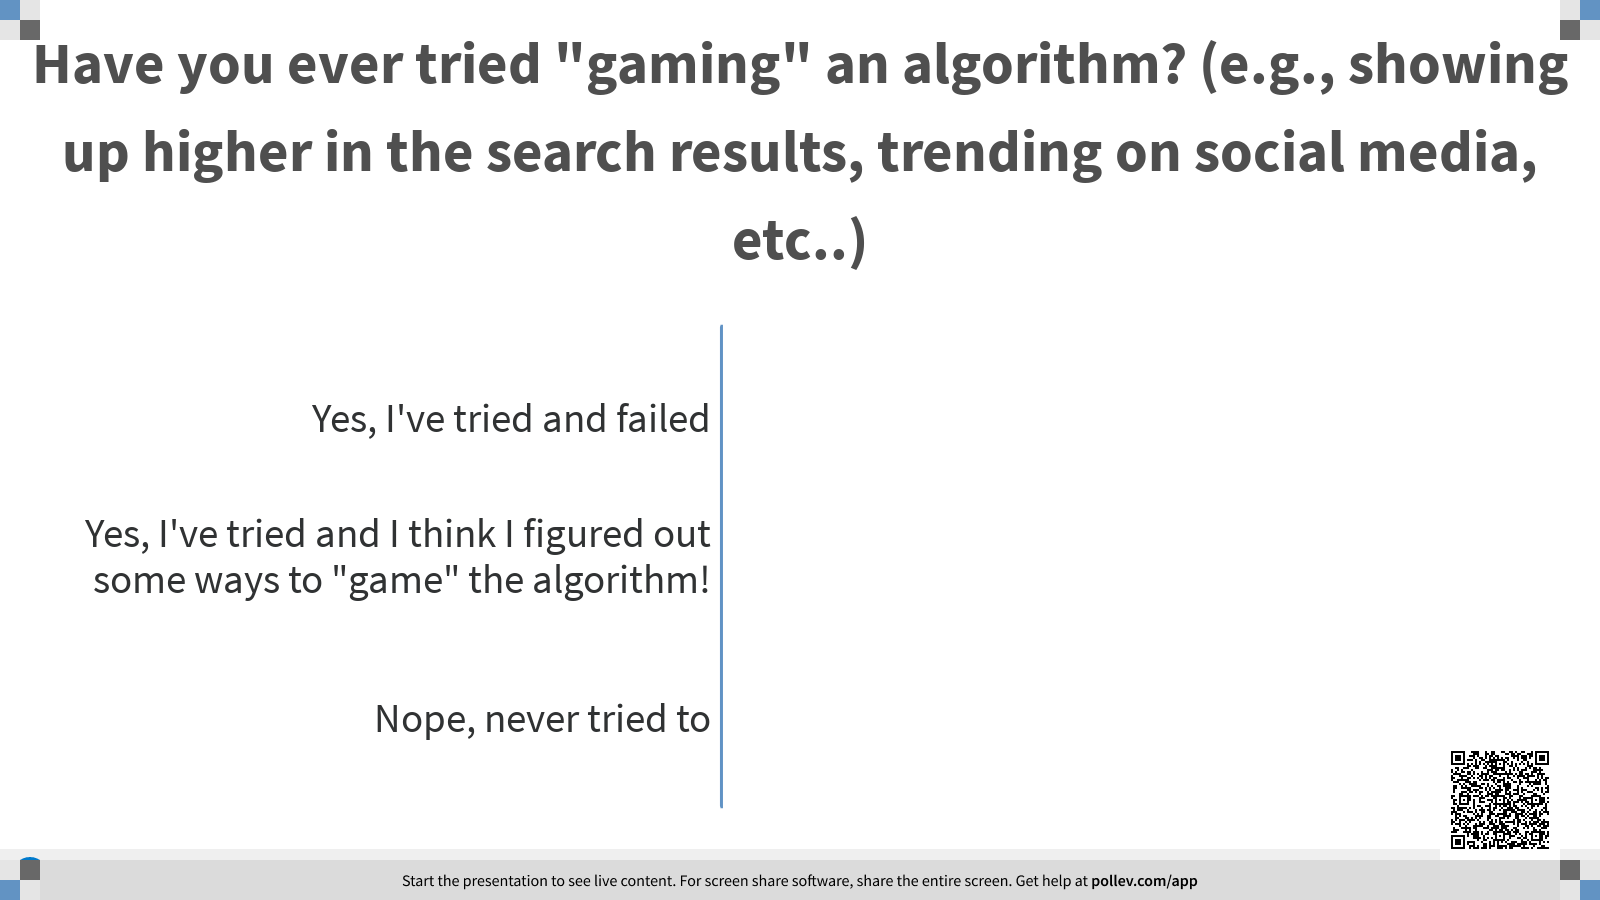 Have you ever tried "gaming" an algorithm? (e.g., showing
up higher in the search results, trending on social media,
etc..)
Yes, I've tried and failed
Yes, I've tried and I think I figured out
some ways to "game" the algorithm!
Nope, never tried to
Start the presentation to see live content. For screen share software, share the entire screen. Get help at pollev.com/app